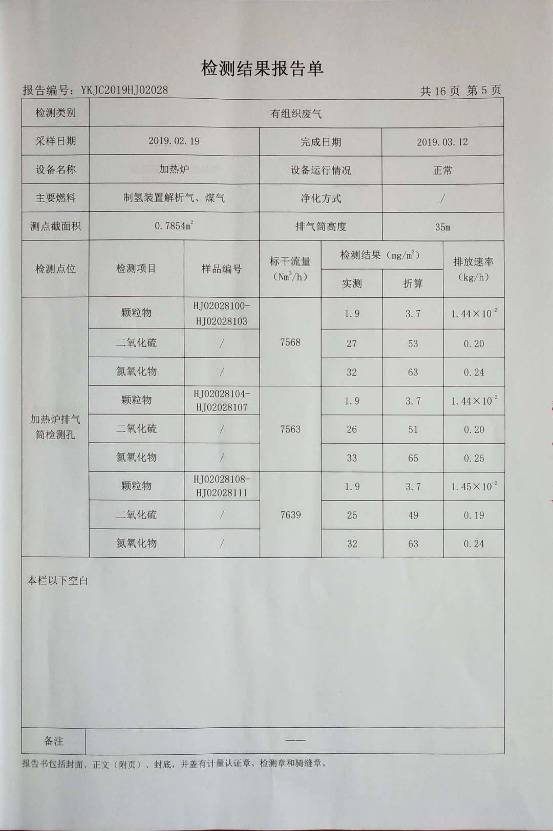 检测结果报告单
报告编号: YKJC2019HJ02028 共 16 页 第 5 页
检测类别 有组织废气
采样日期 2019.02.19 完成日期 2019.03.12
设备名称 加热炉 设备运行情况 正常
主要燃料 制氢装置解析气、煤气 净化方式 /
测点截面积 0.7854m² 排气筒高度 35m
检测点位 检测项目 样品编号 标干流量 (Nm³/h) 检测结果(mg/m³) 排放速率 (kg/h)
实测 折算
加热炉排气筒检测孔
颗粒物 HJ02028100-HJ02028103 7568 1.9 3.7 1.44×10⁻²
二氧化硫 / 27 53 0.20
氮氧化物 / 32 63 0.24
颗粒物 HJ02028104-HJ02028107 7563 1.9 3.7 1.44×10⁻²
二氧化硫 / 26 51 0.20
氮氧化物 / 33 65 0.25
颗粒物 HJ02028108-HJ02028111 7639 1.9 3.7 1.45×10⁻²
二氧化硫 / 25 49 0.19
氮氧化物 / 32 63 0.24
本栏以下空白
备注 ——
报告书包括封面、正文(附页)、封底,并盖有计量认证章、检测章和骑缝章。